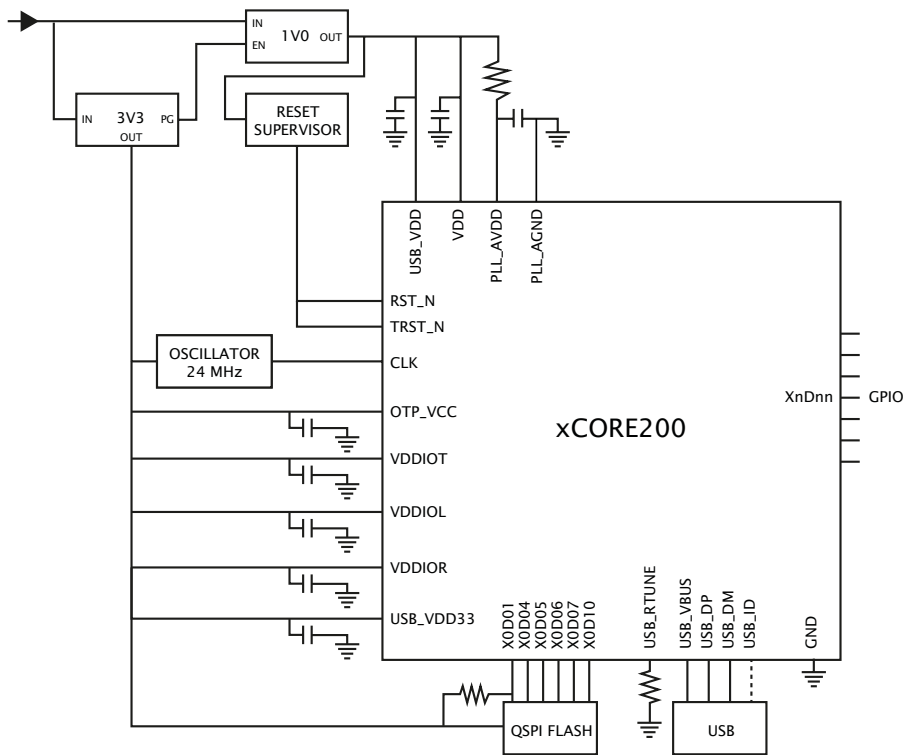 IN
1V0
OUT
EN
IN
3V3
PG
OUT
RESET
SUPERVISOR
USB_VDD
VDD
PLL_AVDD
PLL_AGND
RST_N
TRST_N
OSCILLATOR
24 MHz
CLK
XnDnn
GPIO
OTP_VCC
xCORE200
VDDIOT
VDDIOL
VDDIOR
USB_VDD33
X0D01
X0D04
X0D05
X0D06
X0D07
X0D10
USB_RTUNE
USB_VBUS
USB_DP
USB_DM
USB_ID
GND
QSPI FLASH
USB